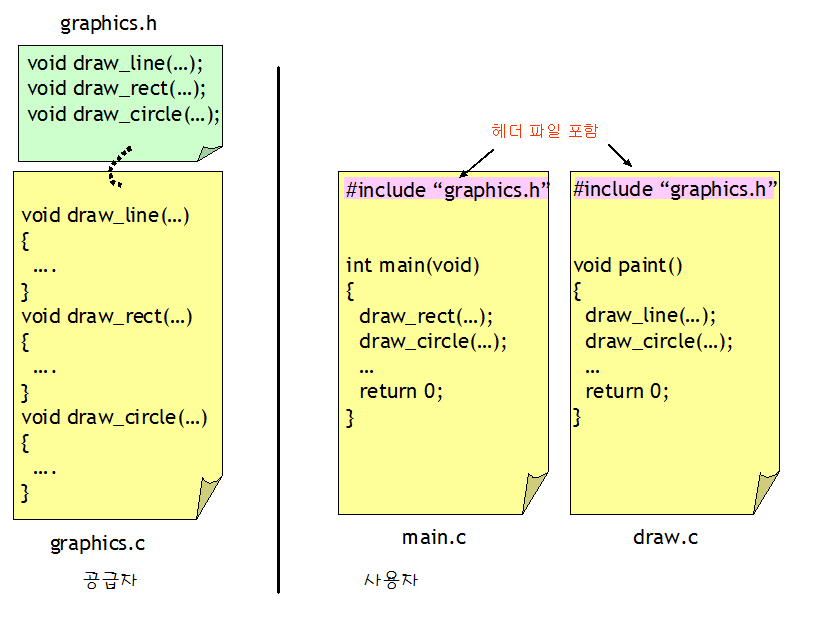 graphics.h
void draw_line(…);
void draw_rect(…);
void draw_circle(…);
void draw_line(…)
{
….
}
void draw_rect(…)
{
….
}
void draw_circle(…)
{
….
}
graphics.c
공급자
헤더 파일 포함
#include “graphics.h”
int main(void)
{
draw_rect(…);
draw_circle(…);
…
return 0;
}
main.c
#include “graphics.h”
void paint()
{
draw_line(…);
draw_circle(…);
…
return 0;
}
draw.c
사용자